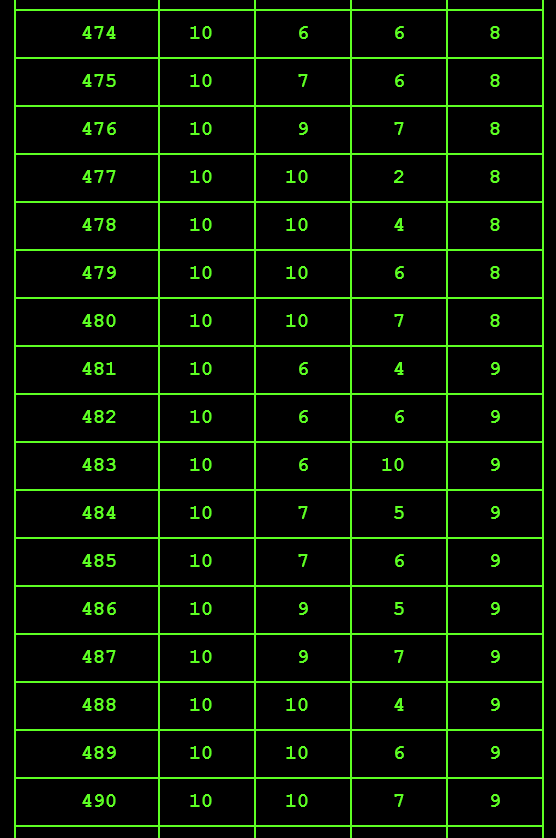 474 10 6 6 8
475 10 7 6 8
476 10 9 7 8
477 10 10 2 8
478 10 10 4 8
479 10 10 6 8
480 10 10 7 8
481 10 6 4 9
482 10 6 6 9
483 10 6 10 9
484 10 7 5 9
485 10 7 6 9
486 10 9 5 9
487 10 9 7 9
488 10 10 4 9
489 10 10 6 9
490 10 10 7 9